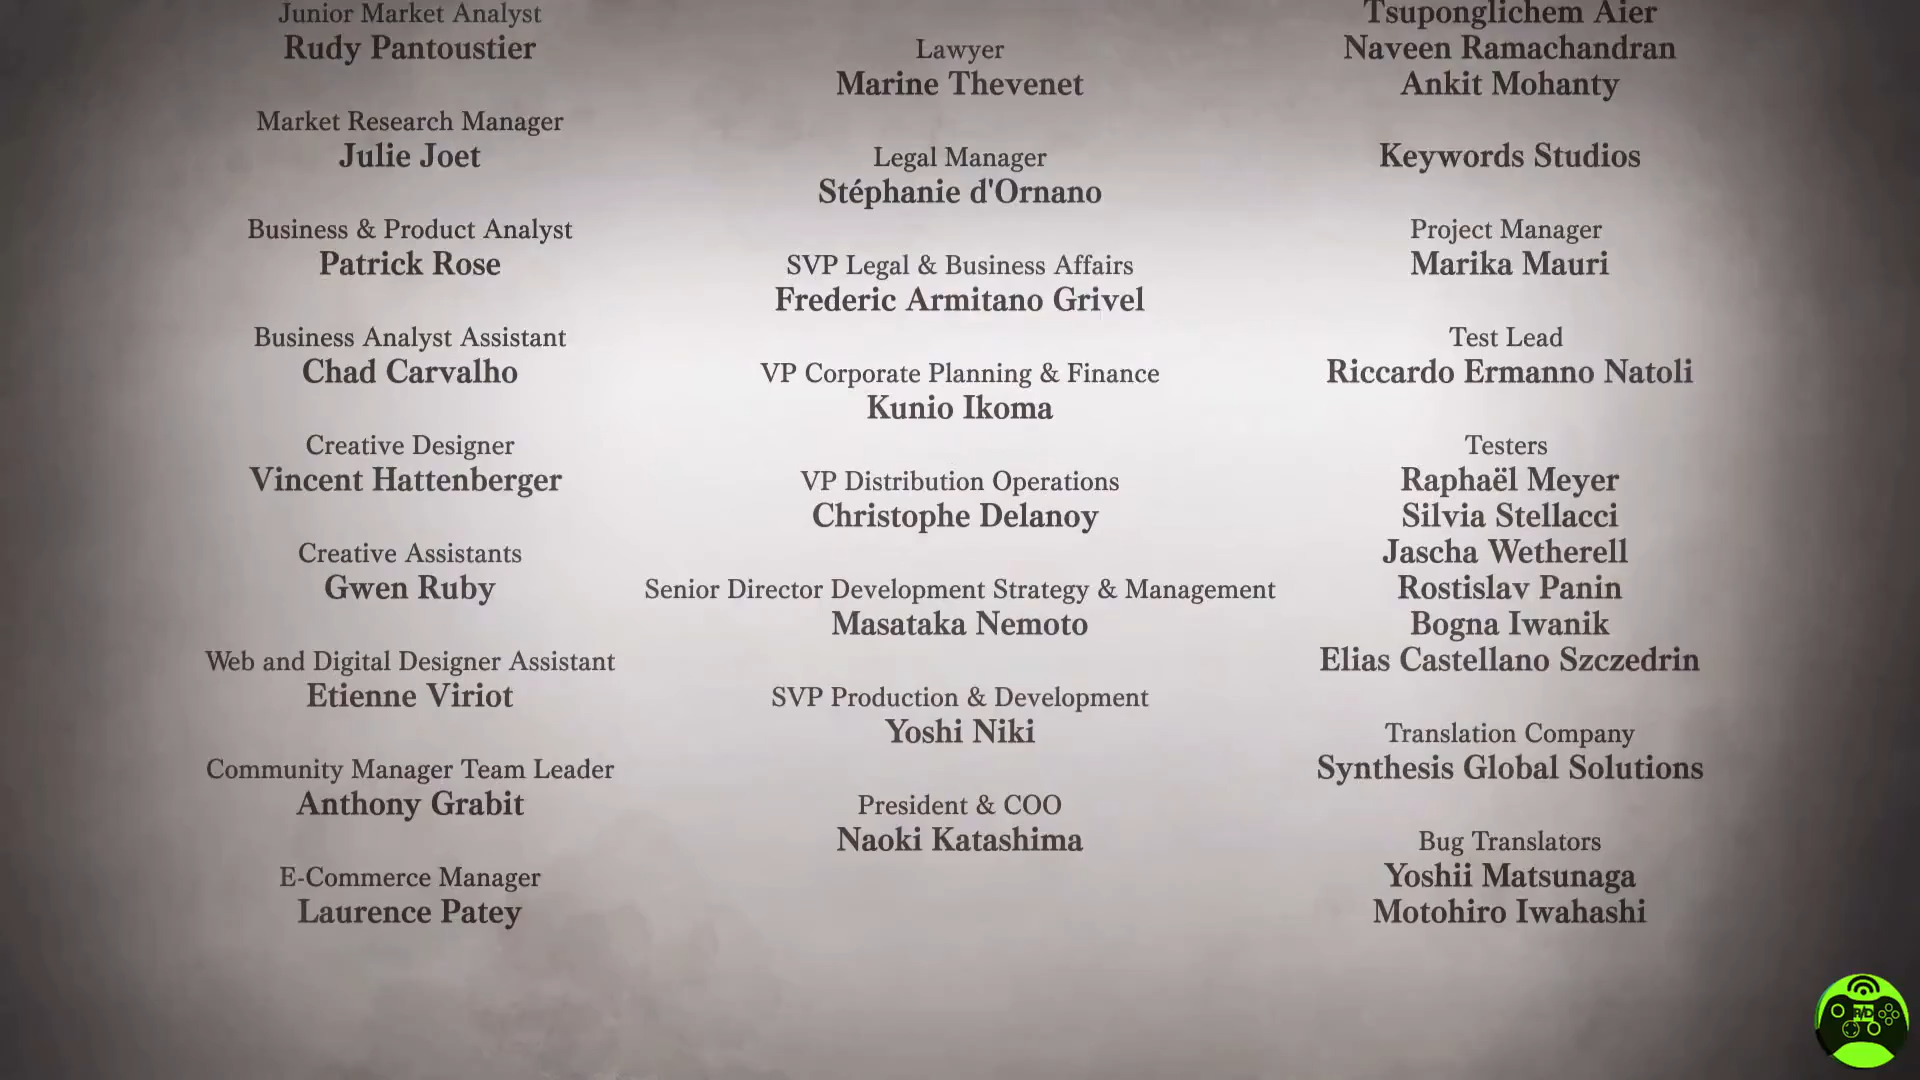 Junior Market Analyst
Rudy Pantoustier
Market Research Manager
Julie Joet
Business & Product Analyst
Patrick Rose
Business Analyst Assistant
Chad Carvalho
Creative Designer
Vincent Hattenberger
Creative Assistants
Gwen Ruby
Web and Digital Designer Assistant
Etienne Viriot
Community Manager Team Leader
Anthony Grabit
E-Commerce Manager
Laurence Patey
Lawyer
Marine Thevenet
Legal Manager
Stéphanie d'Ornano
SVP Legal & Business Affairs
Frederic Armitano Grivel
VP Corporate Planning & Finance
Kunio Ikoma
VP Distribution Operations
Christophe Delanoy
Senior Director Development Strategy & Management
Masataka Nemoto
SVP Production & Development
Yoshi Niki
President & COO
Naoki Katashima
Tsuponglichem Aier
Naveen Ramachandran
Ankit Mohanty
Keywords Studios
Project Manager
Marika Mauri
Test Lead
Riccardo Ermanno Natoli
Testers
Raphaël Meyer
Silvia Stellacci
Jascha Wetherell
Rostislav Panin
Bogna Iwanik
Elias Castellano Szczedrin
Translation Company
Synthesis Global Solutions
Bug Translators
Yoshii Matsunaga
Motohiro Iwahashi